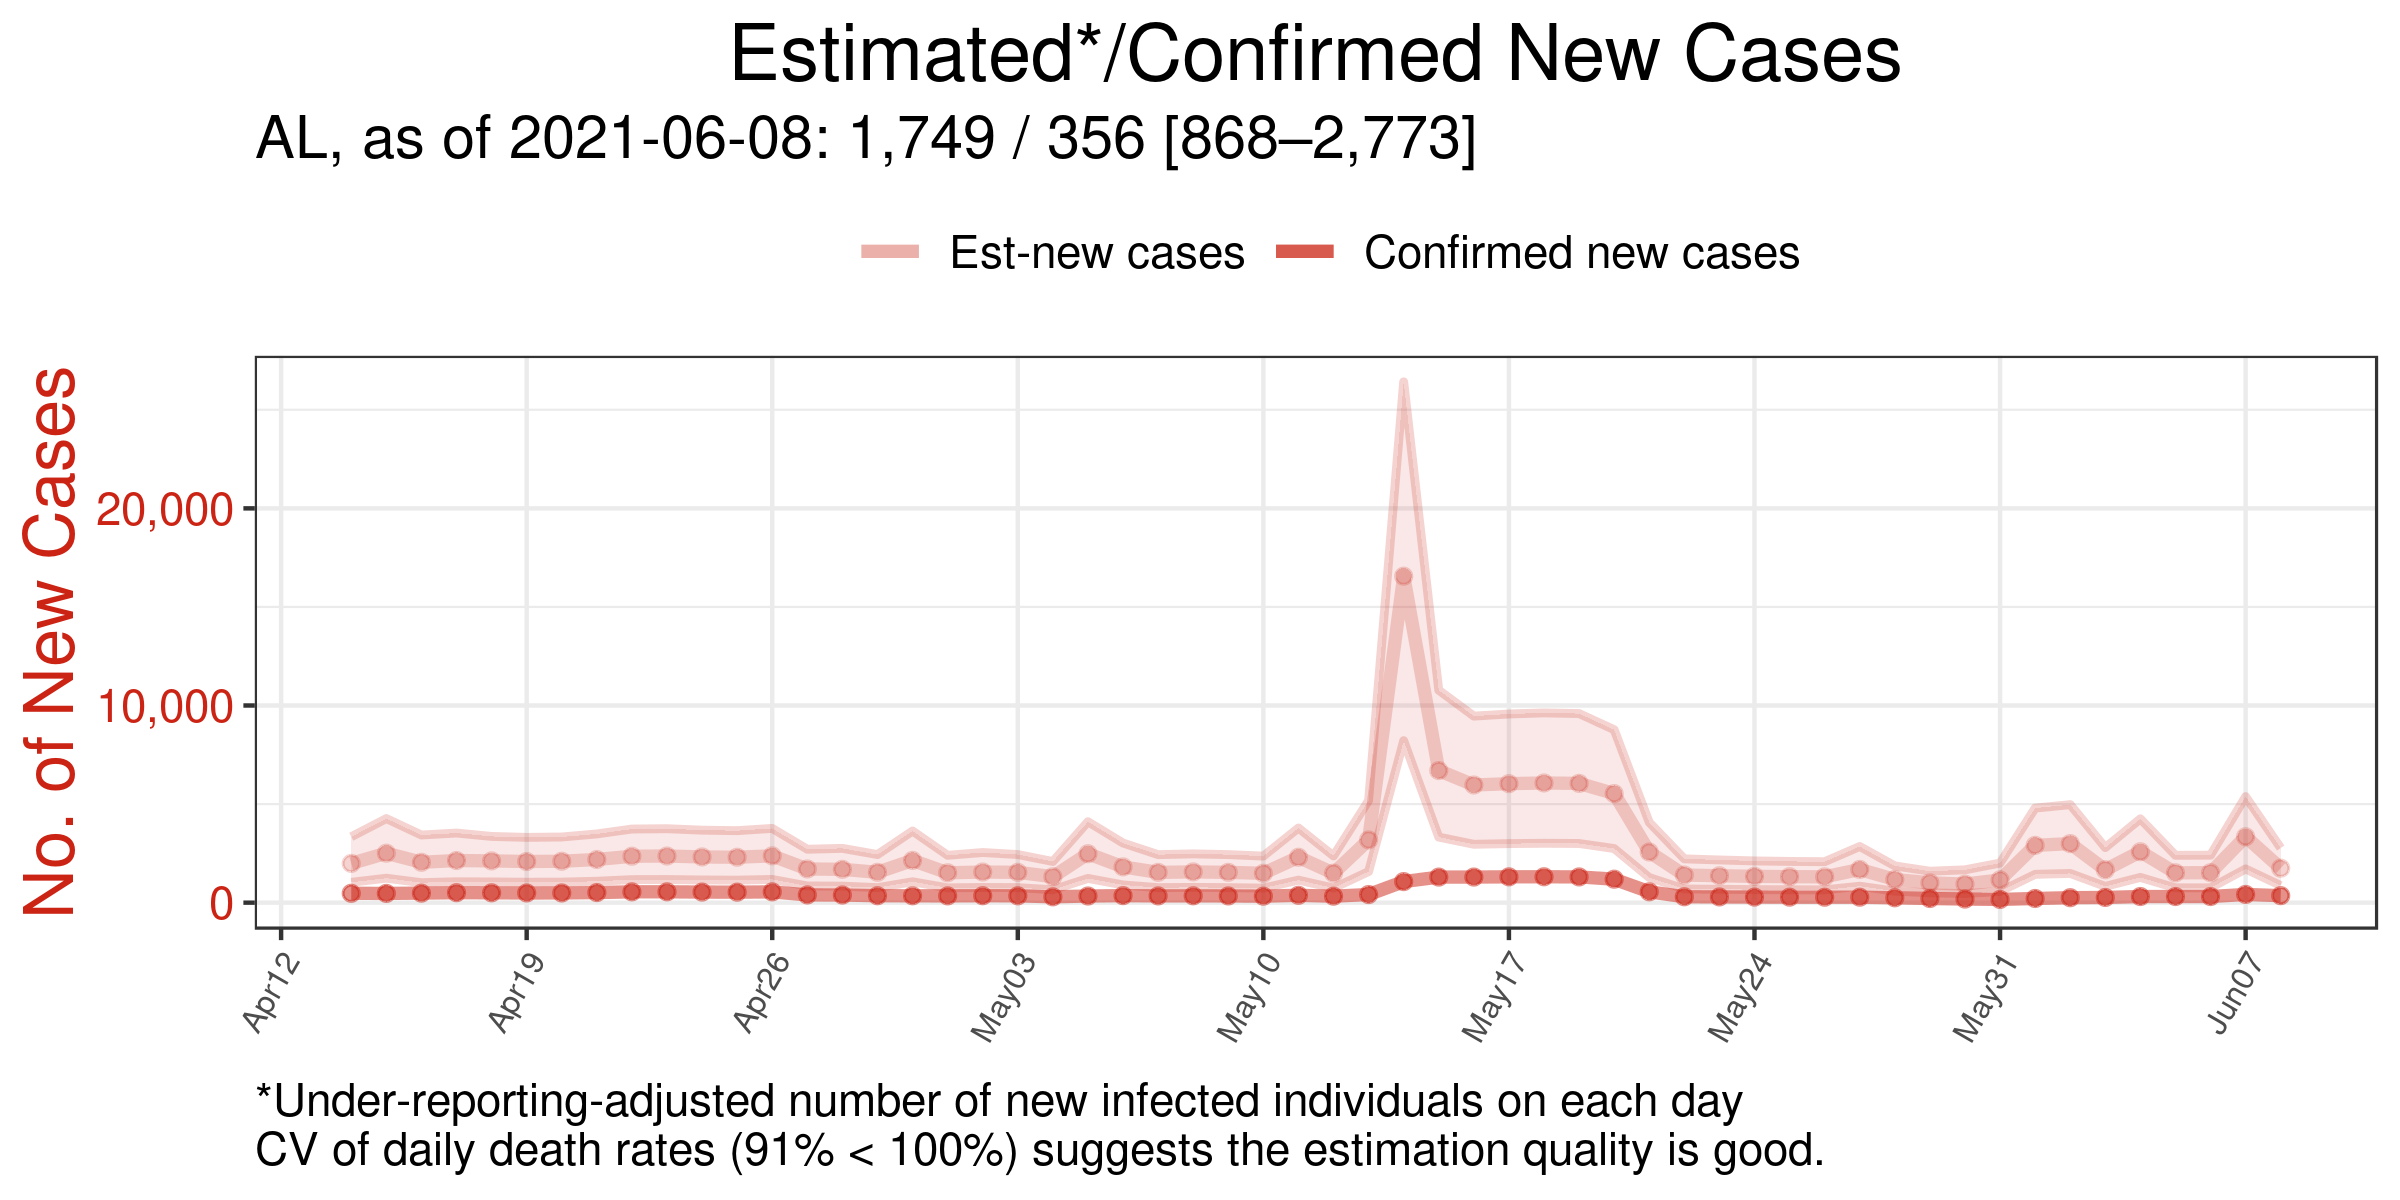 Estimated*/Confirmed New Cases
AL, as of 2021-06-08: 1,749 / 356 [868–2,773]
Est-new cases
Confirmed new cases
No. of New Cases
20,000
10,000
0
Apr12
Apr19
Apr26
May03
May10
May17
May24
May31
Jun07
*Under-reporting-adjusted number of new infected individuals on each day
CV of daily death rates (91% < 100%) suggests the estimation quality is good.